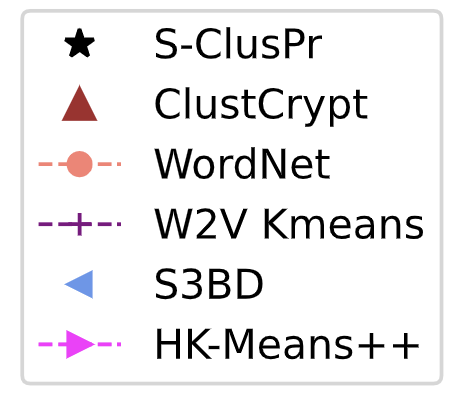 S-ClusPr
ClustCrypt
WordNet
W2V Kmeans
S3BD
HK-Means++